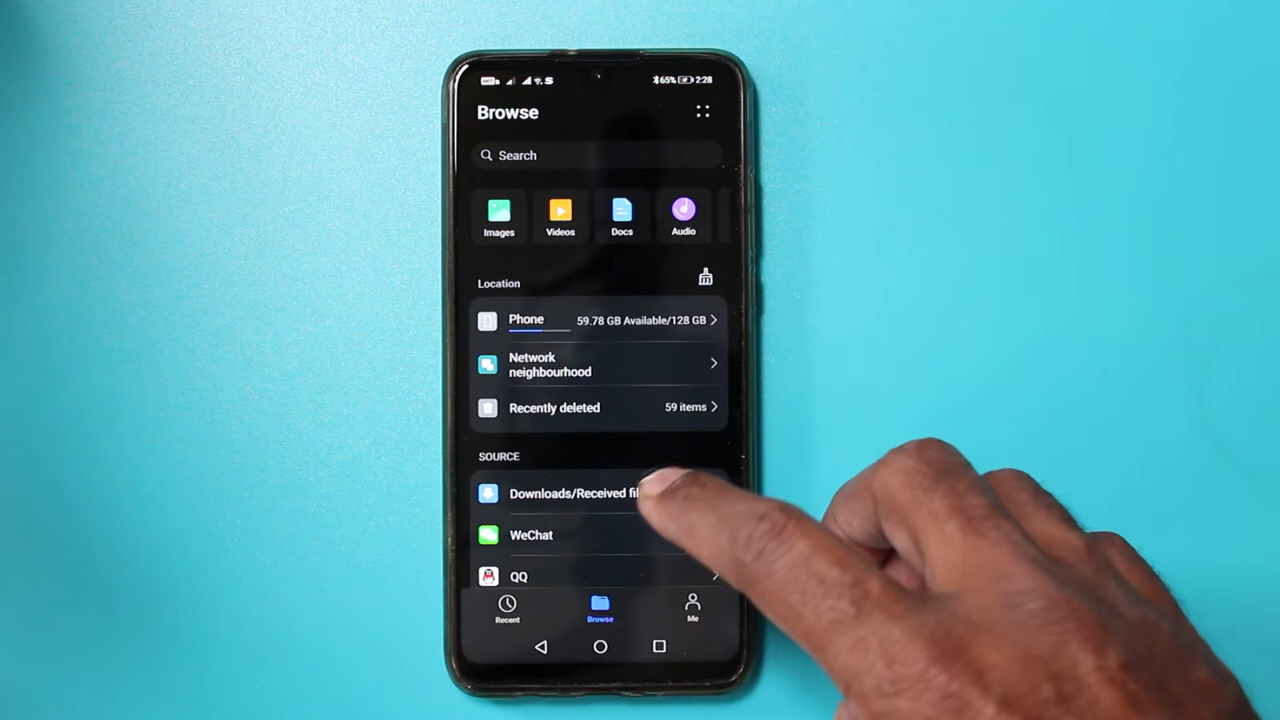 65% 2:28
Browse
Search
Images Videos Docs Audio
Location
Phone 59.78 GB Available/128 GB
Network
neighbourhood
Recently deleted 59 items
SOURCE
Downloads/Received
WeChat
QQ
Recent Browse Me